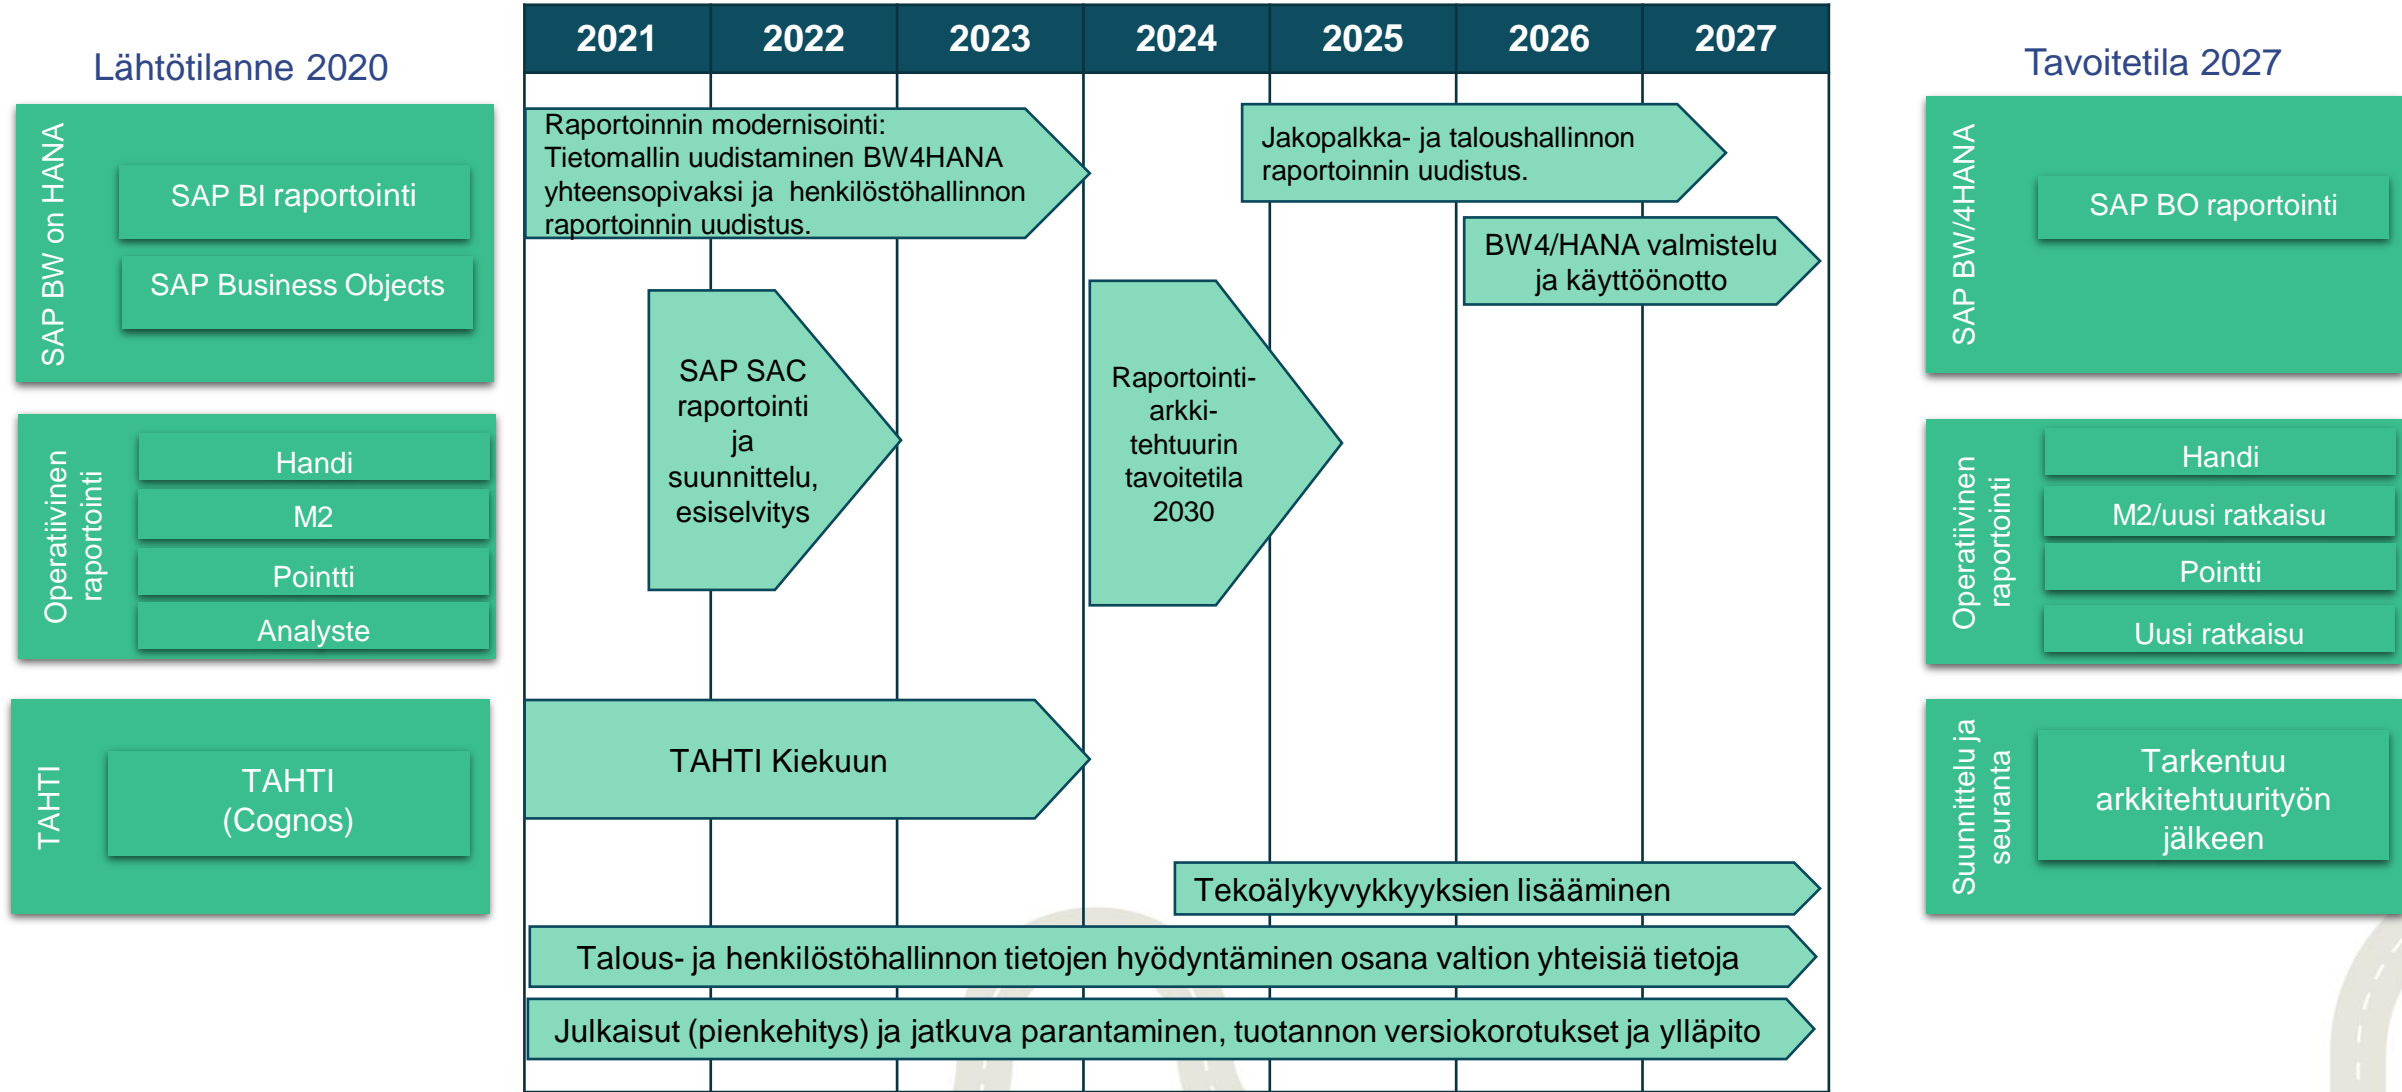 Lähtötilanne 2020
SAP BW on HANA
SAP BI raportointi
SAP Business Objects
Operatiivinen
raportointi
Handi
M2
Pointti
Analyste
TAHTI
TAHTI
(Cognos)
2021 2022 2023 2024 2025 2026 2027
Raportoinnin modernisointi:
Tietomallin uudistaminen BW4HANA
yhteensopivaksi ja henkilöstöhallinnon
raportoinnin uudistus.
Jakopalkka- ja taloushallinnon
raportoinnin uudistus.
BW4/HANA valmistelu
ja käyttöönotto
SAP SAC
raportointi
ja
suunnittelu,
esiselvitys
Raportointi-
arkki-
tehtuurin
tavoitetila
2030
TAHTI Kiekuun
Tekoälykyvykkyyksien lisääminen
Talous- ja henkilöstöhallinnon tietojen hyödyntäminen osana valtion yhteisiä tietoja
Julkaisut (pienkehitys) ja jatkuva parantaminen, tuotannon versiokorotukset ja ylläpito
Tavoitetila 2027
SAP BW/4HANA
SAP BO raportointi
Operatiivinen
raportointi
Handi
M2/uusi ratkaisu
Pointti
Uusi ratkaisu
Suunnittelu ja
seuranta
Tarkentuu
arkkitehtuurityön
jälkeen